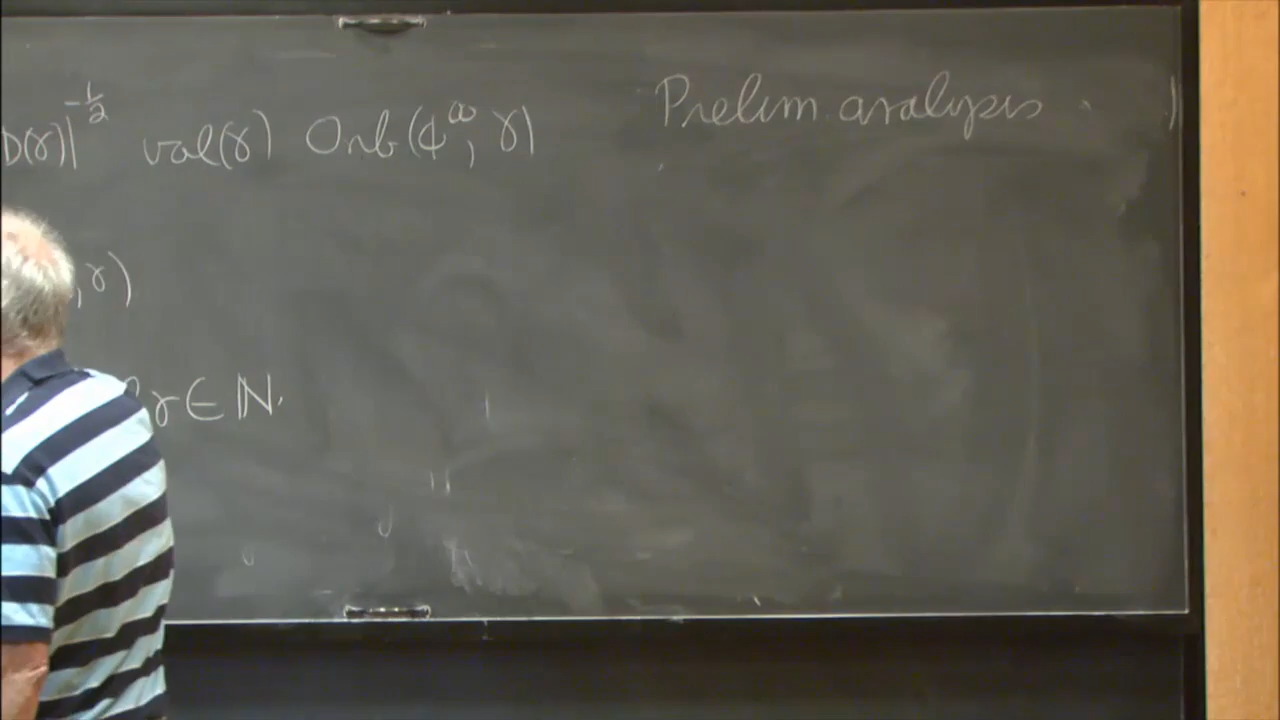 D(γ)|^{-1/2} val(γ) Orb(φ^∞, γ)
, γ)
γ ∈ ℕ.
Prelim. analysis